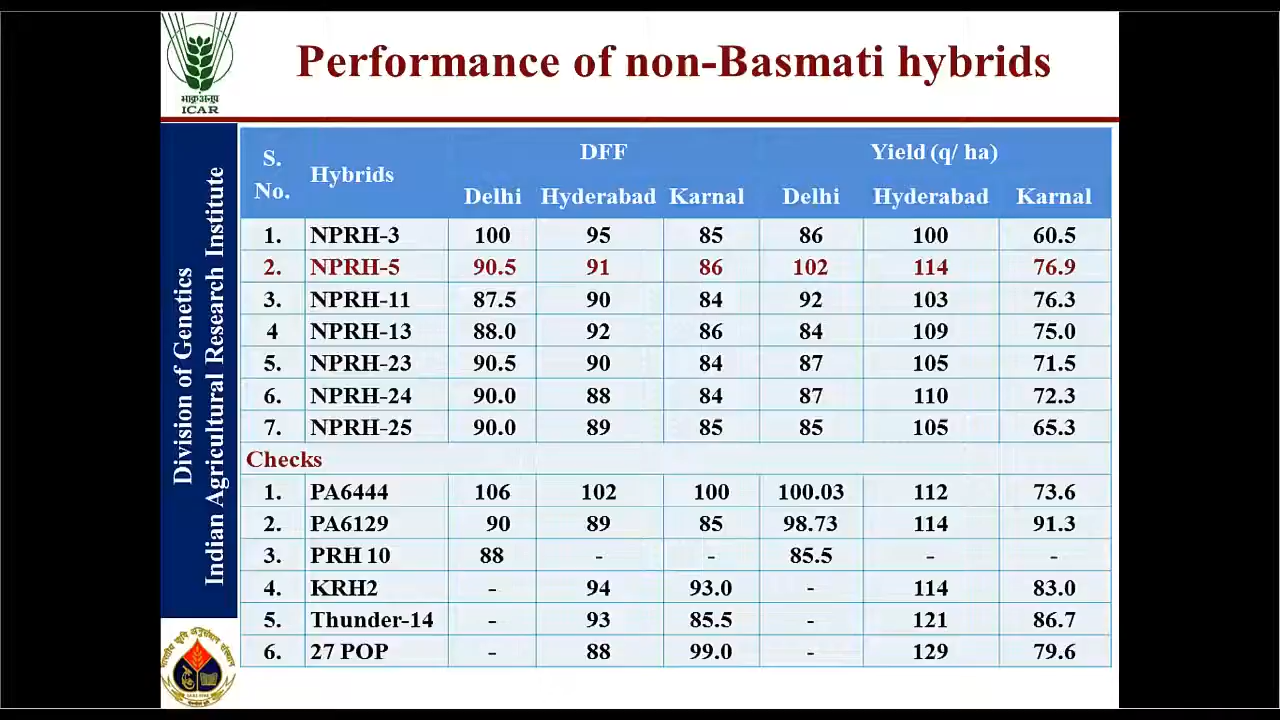 Performance of non-Basmati hybrids
भाकृअनुप
ICAR
Division of Genetics
Indian Agricultural Research Institute
S. No. Hybrids DFF Yield (q/ ha)
Delhi Hyderabad Karnal Delhi Hyderabad Karnal
1. NPRH-3 100 95 85 86 100 60.5
2. NPRH-5 90.5 91 86 102 114 76.9
3. NPRH-11 87.5 90 84 92 103 76.3
4 NPRH-13 88.0 92 86 84 109 75.0
5. NPRH-23 90.5 90 84 87 105 71.5
6. NPRH-24 90.0 88 84 87 110 72.3
7. NPRH-25 90.0 89 85 85 105 65.3
Checks
1. PA6444 106 102 100 100.03 112 73.6
2. PA6129 90 89 85 98.73 114 91.3
3. PRH 10 88 - - 85.5 - -
4. KRH2 - 94 93.0 - 114 83.0
5. Thunder-14 - 93 85.5 - 121 86.7
6. 27 POP - 88 99.0 - 129 79.6